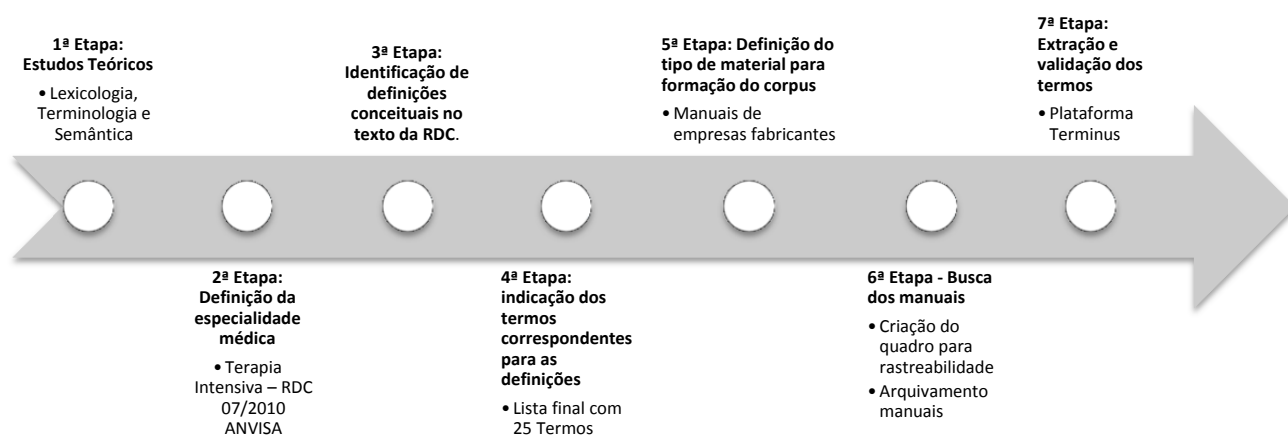 1ª Etapa:
Estudos Teóricos
• Lexicologia,
Terminologia e
Semântica
2ª Etapa:
Definição da
especialidade
médica
• Terapia
Intensiva – RDC
07/2010
ANVISA
3ª Etapa:
Identificação de
definições
conceituais no
texto da RDC.
4ª Etapa:
indicação dos
termos
correspondentes
para as
definições
• Lista final com
25 Termos
5ª Etapa: Definição do
tipo de material para
formação do corpus
• Manuais de
empresas fabricantes
6ª Etapa - Busca
dos manuais
• Criação do
quadro para
rastreabilidade
• Arquivamento
manuais
7ª Etapa:
Extração e
validação dos
termos
• Plataforma
Terminus